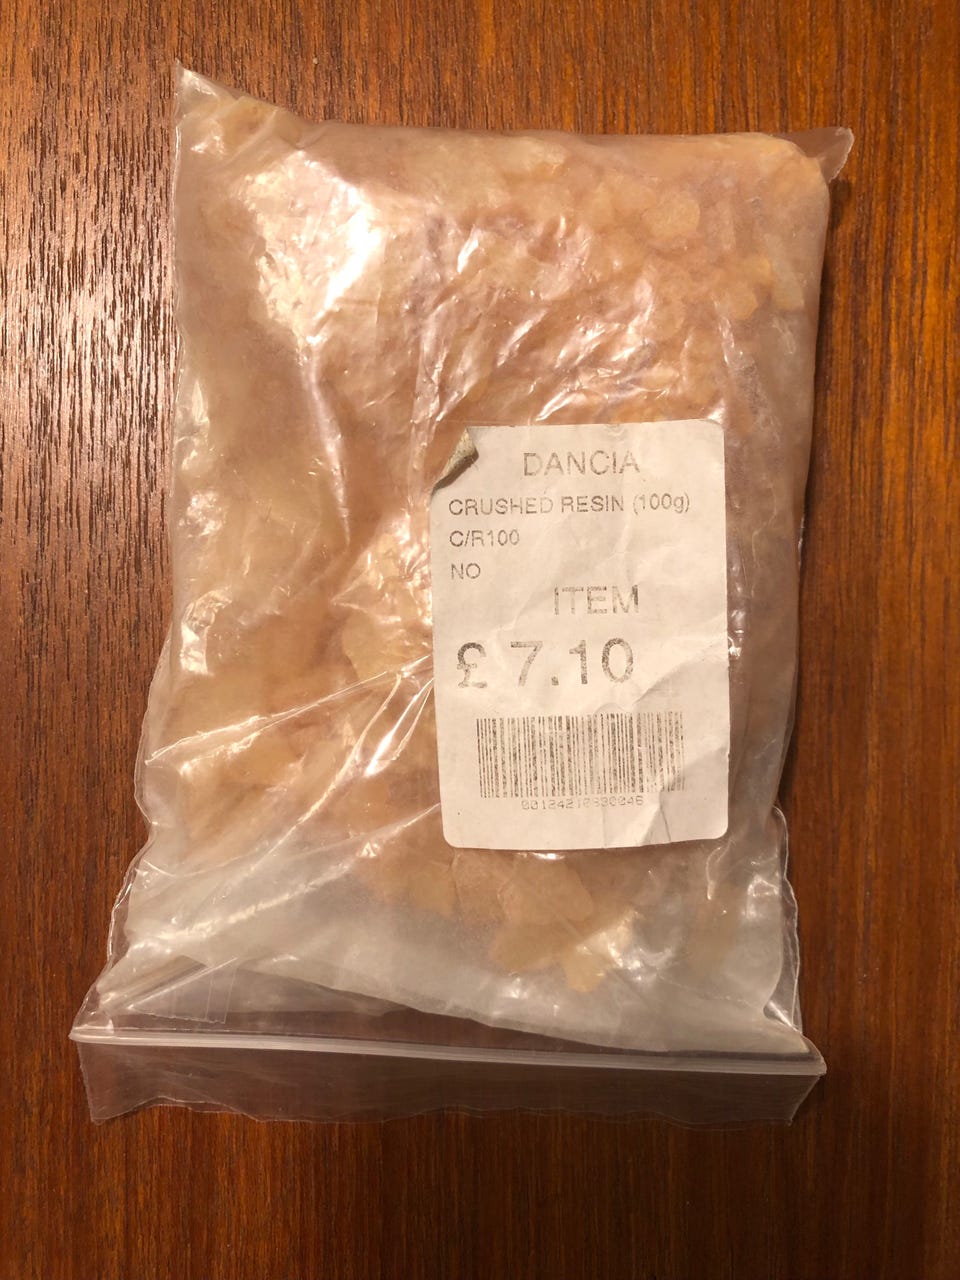 DANCIA
CRUSHED RESIN (100g)
C/R100
NO
ITEM
£ 7.10